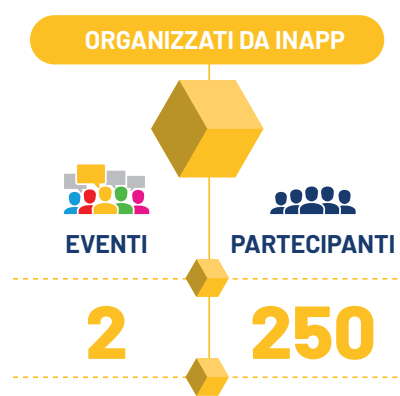 ORGANIZZATI DA INAPP
EVENTI
PARTECIPANTI
2
250